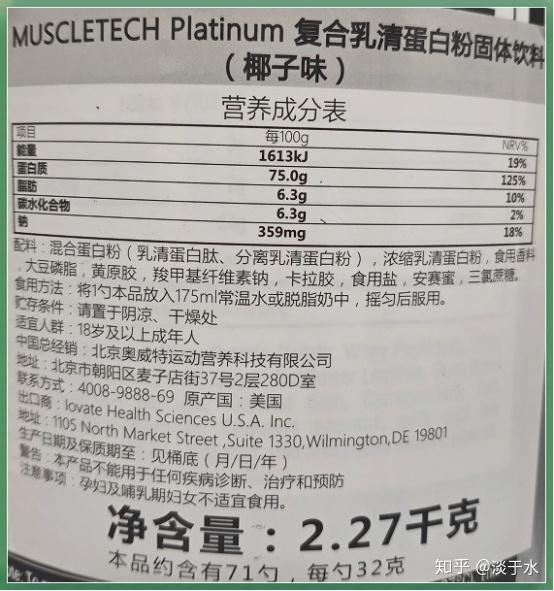 MUSCLETECH Platinum 复合乳清蛋白粉固体饮料
（椰子味）
营养成分表
项目 每100g NRV%
能量 1613kJ 19%
蛋白质 75.0g 125%
脂肪 6.3g 10%
碳水化合物 6.3g 2%
钠 359mg 18%
配料：混合蛋白粉（乳清蛋白肽、分离乳清蛋白粉），浓缩乳清蛋白粉，食用香料
，大豆磷脂，黄原胶，羧甲基纤维素钠，卡拉胶，食用盐，安赛蜜，三氯蔗糖。
食用方法：将1勺本品放入175ml常温水或脱脂奶中，摇匀后服用。
贮存条件：请置于阴凉、干燥处
适宜人群：18岁及以上成年人
中国总经销：北京奥威特运动营养科技有限公司
地址：北京市朝阳区麦子店街37号2层280D室
联系方式：4008-9888-69 原产国：美国
出口商：Iovate Health Sciences U.S.A. Inc.
地址：1105 North Market Street ,Suite 1330,Wilmington,DE 19801
生产日期及保质期至：见桶底（月/日/年）
警告：本产品不能用于任何疾病诊断、治疗和预防
注意事项：孕妇及哺乳期妇女不适宜食用。
净含量：2.27千克
本品约含有71勺，每勺32克
知乎 @淡于水